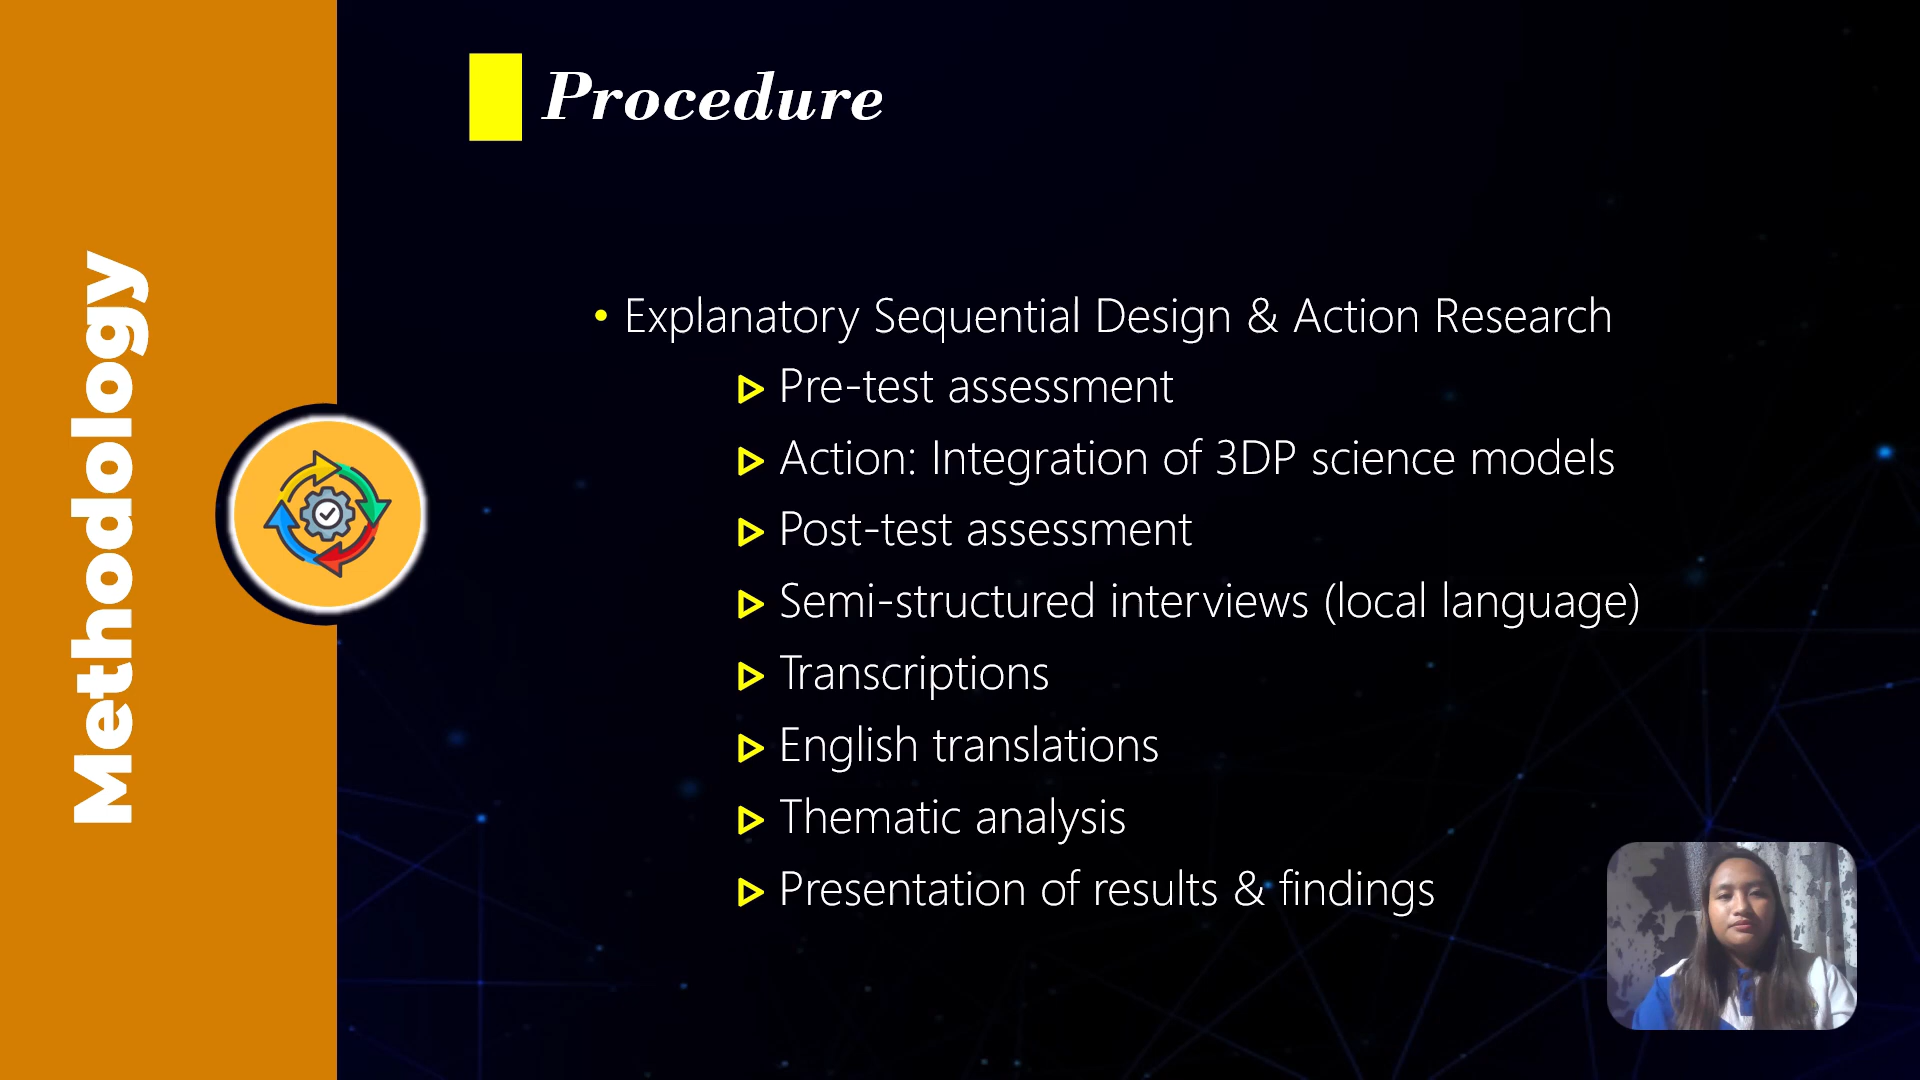 Methodology
Procedure
• Explanatory Sequential Design & Action Research
Pre-test assessment
Action: Integration of 3DP science models
Post-test assessment
Semi-structured interviews (local language)
Transcriptions
English translations
Thematic analysis
Presentation of results & findings